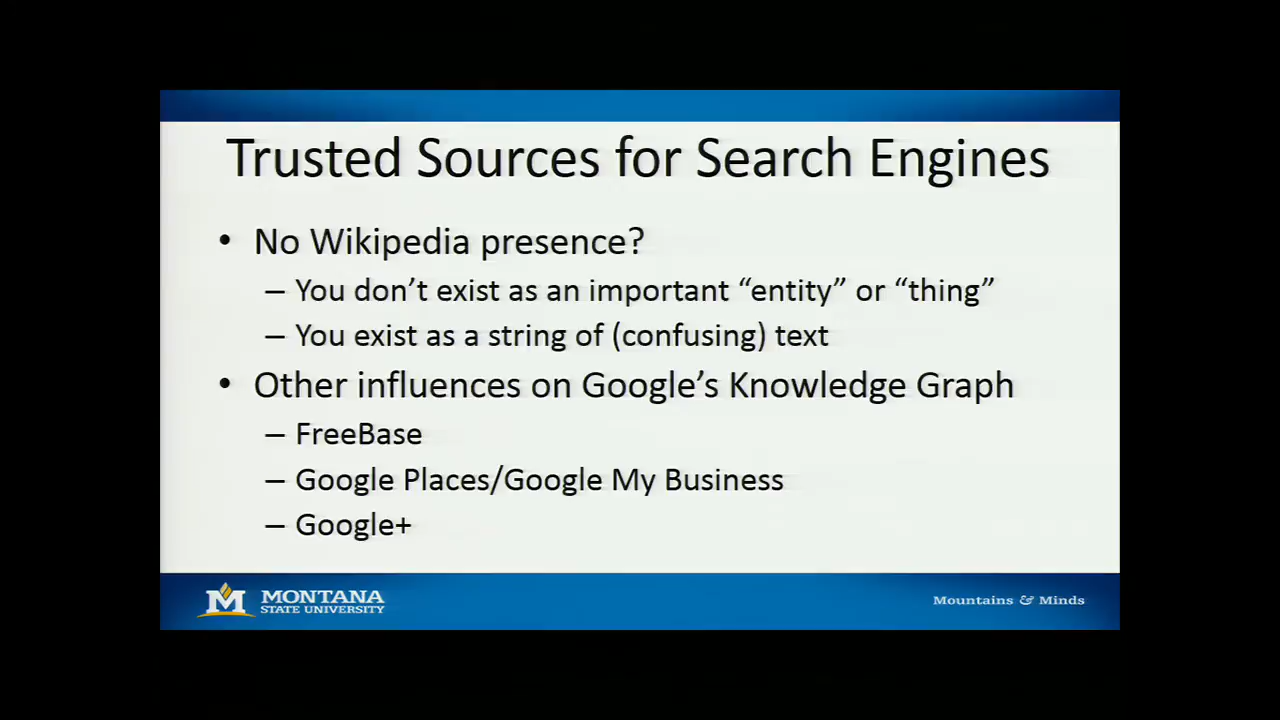 Trusted Sources for Search Engines
• No Wikipedia presence?
– You don’t exist as an important “entity” or “thing”
– You exist as a string of (confusing) text
• Other influences on Google’s Knowledge Graph
– FreeBase
– Google Places/Google My Business
– Google+
M MONTANA
STATE UNIVERSITY
Mountains & Minds